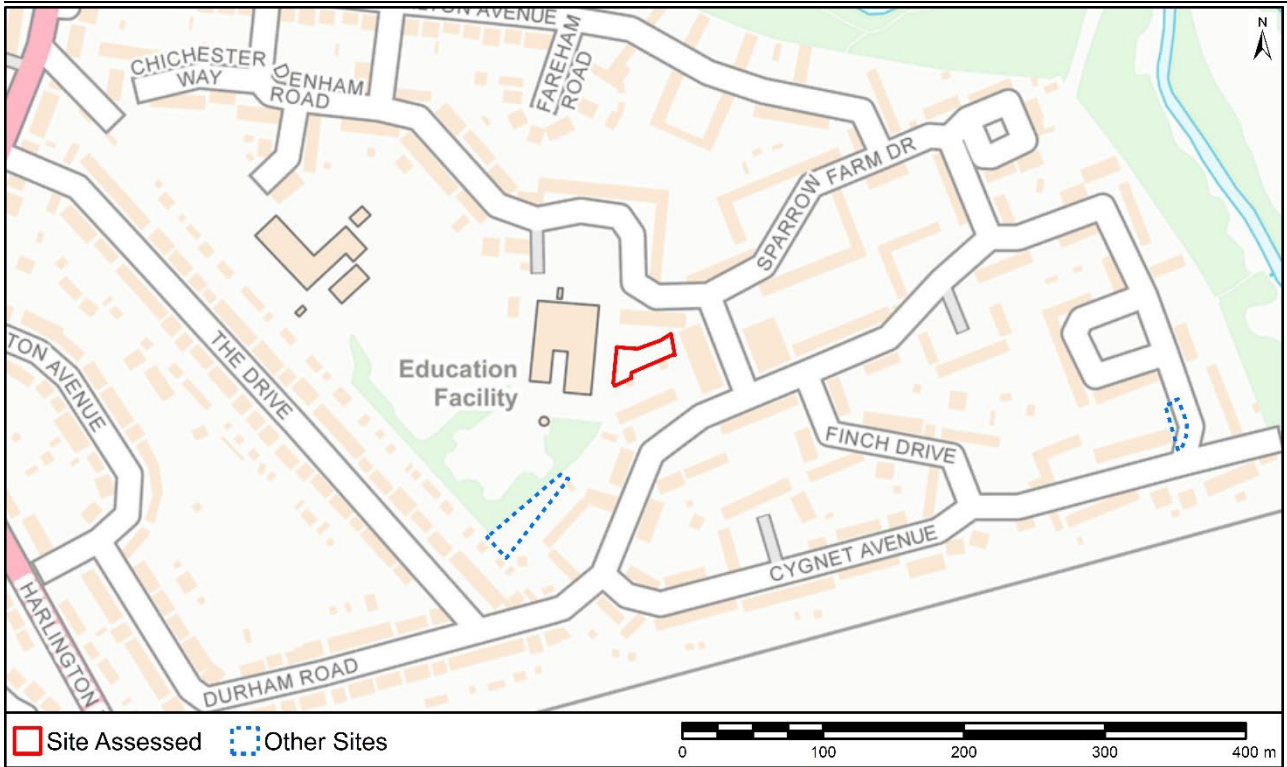 TON AVENUE
N
CHICHESTER
WAY
DENHAM
ROAD
FAREHAM
ROAD
SPARROW
FARM DR
TON AVENUE
THE DRIVE
Education
Facility
FINCH DRIVE
CYGNET AVENUE
HARLINGTON
DURHAM ROAD
Site Assessed
Other Sites
0 100 200 300 400 m